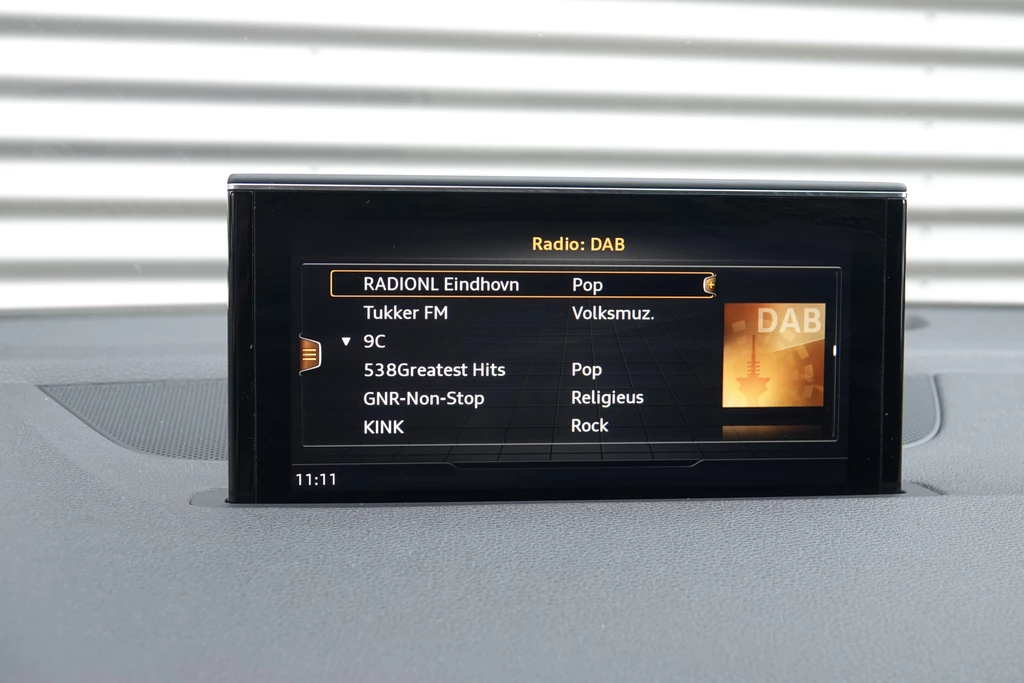 Radio: DAB
RADIONL Eindhovn Pop
Tukker FM Volksmuz.
9C
538Greatest Hits Pop
GNR-Non-Stop Religieus
KINK Rock
DAB
11:11